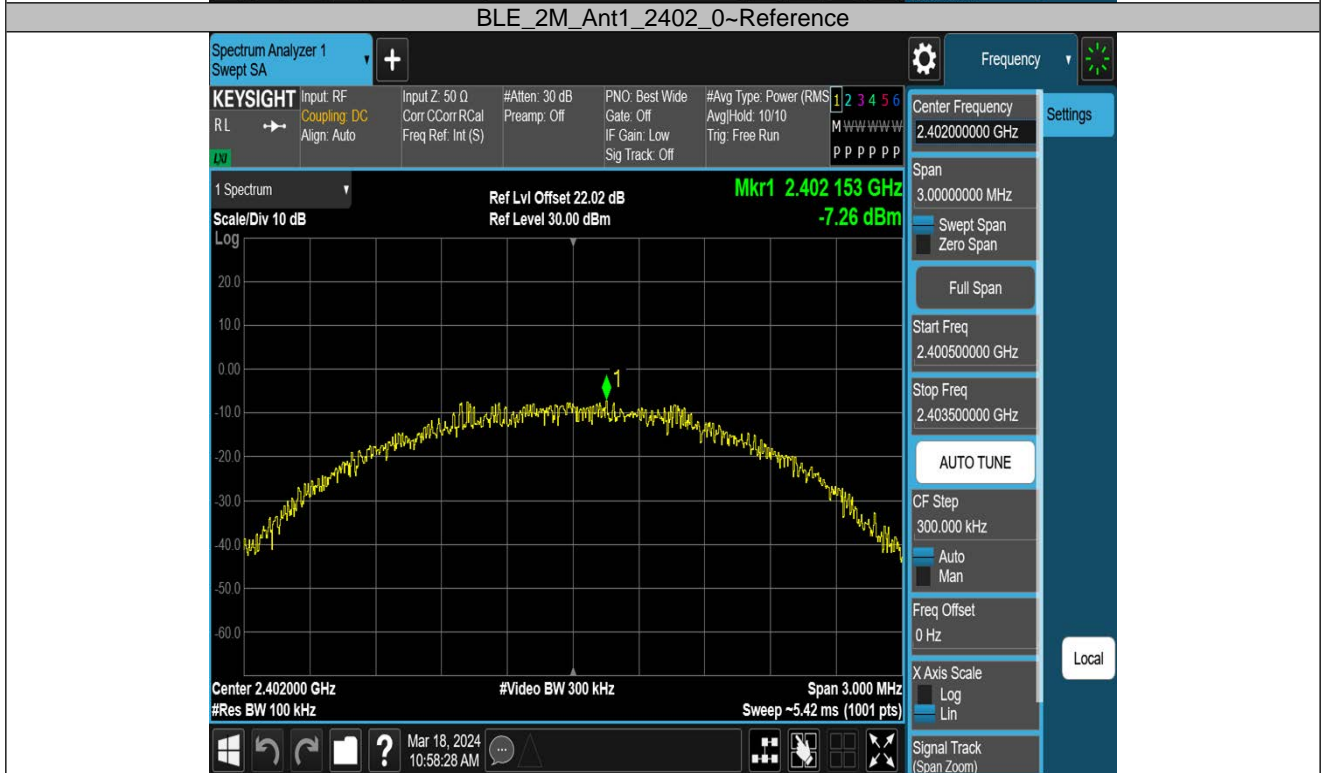 BLE_2M_Ant1_2402_0~Reference
Spectrum Analyzer 1
Swept SA
+
Frequency
KEYSIGHT
RL
LXI
Input: RF
Coupling: DC
Align: Auto
Input Z: 50 Ω
Corr CCorr RCal
Freq Ref: Int (S)
#Atten: 30 dB
Preamp: Off
PNO: Best Wide
Gate: Off
IF Gain: Low
Sig Track: Off
#Avg Type: Power (RMS
Avg|Hold: 10/10
Trig: Free Run
1 2 3 4 5 6
M W W W W W
P P P P P P
Center Frequency
2.402000000 GHz
Settings
1 Spectrum
Scale/Div 10 dB
Log
Ref Lvl Offset 22.02 dB
Ref Level 30.00 dBm
Mkr1 2.402 153 GHz
-7.26 dBm
Span
3.00000000 MHz
Swept Span
Zero Span
Full Span
Start Freq
2.400500000 GHz
Stop Freq
2.403500000 GHz
AUTO TUNE
CF Step
300.000 kHz
Auto
Man
Freq Offset
0 Hz
X Axis Scale
Log
Lin
Signal Track
(Span Zoom)
Local
20.0
10.0
0.00
-10.0
-20.0
-30.0
-40.0
-50.0
-60.0
1
Center 2.402000 GHz
#Res BW 100 kHz
#Video BW 300 kHz
Span 3.000 MHz
Sweep ~5.42 ms (1001 pts)
?
Mar 18, 2024
10:58:28 AM